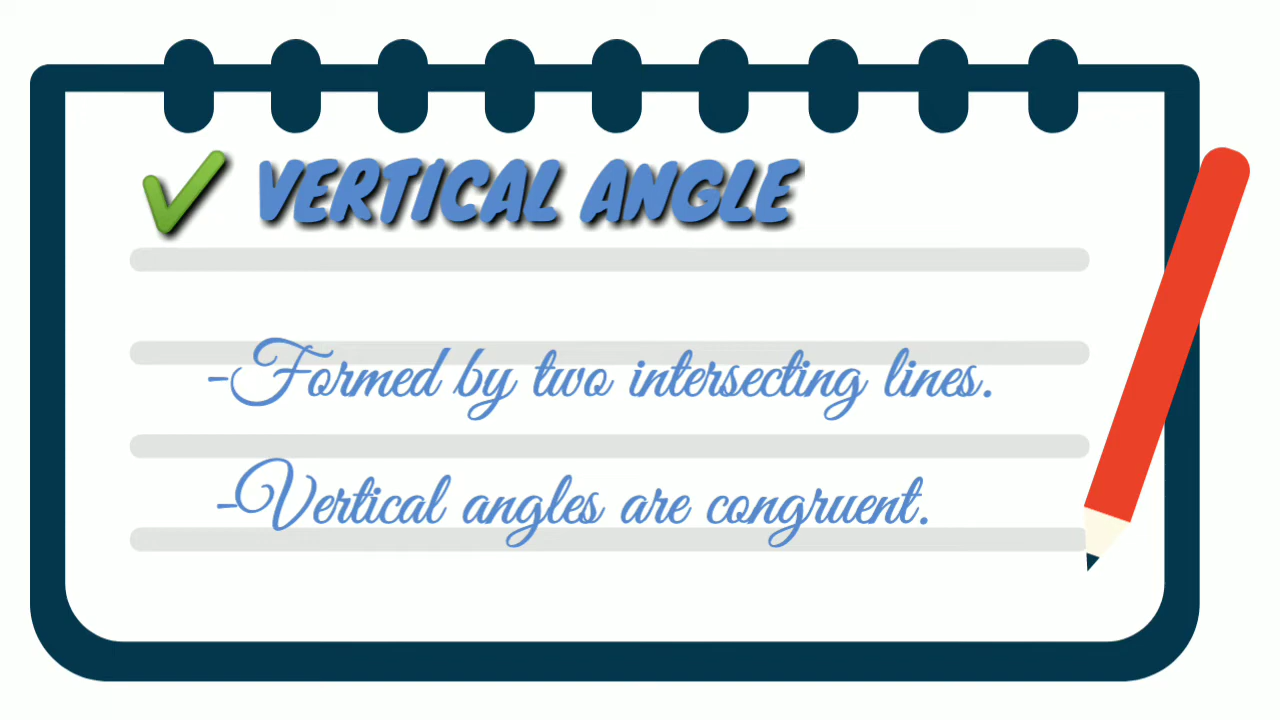 ✔ VERTICAL ANGLE
-Formed by two intersecting lines.
-Vertical angles are congruent.